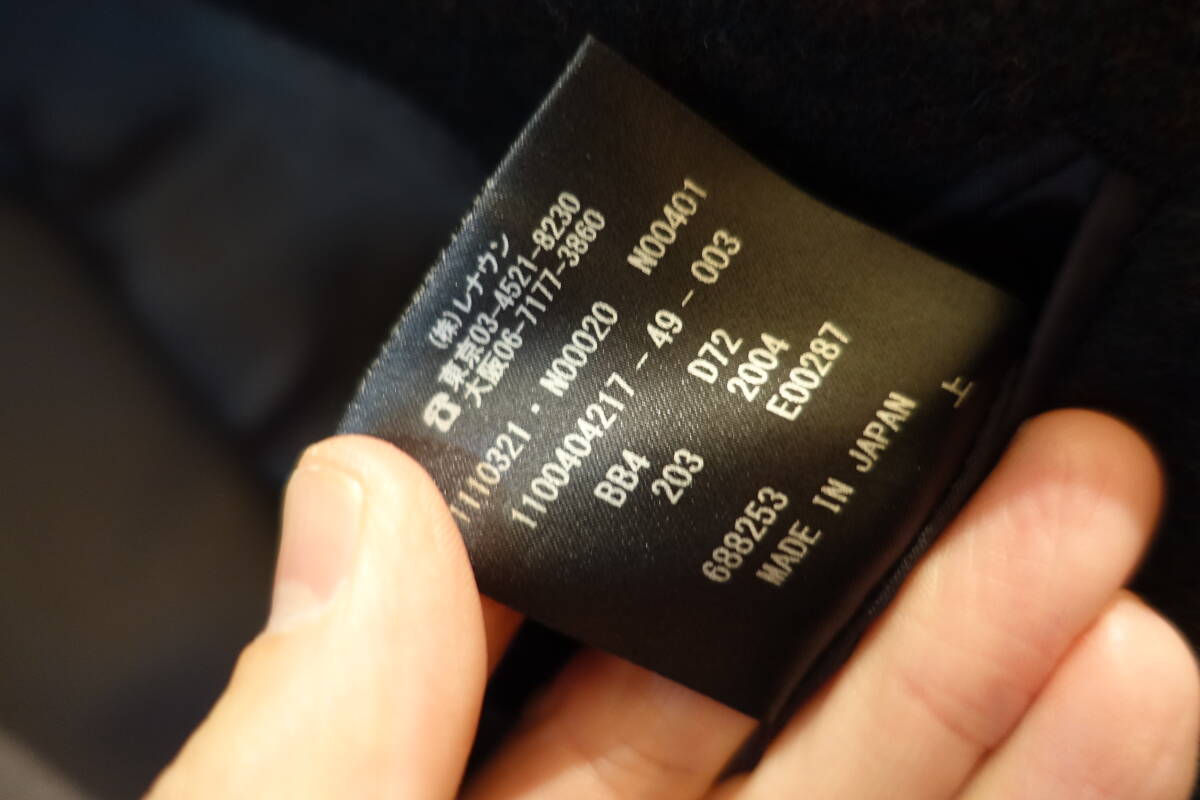 (株)レナウン
☎東京03-4521-8230
大阪06-7177-3860
11110321・N00020 N00401
1100404217-49-003
BB4 D72
203 2004
E00287
688253
MADE IN JAPAN 上